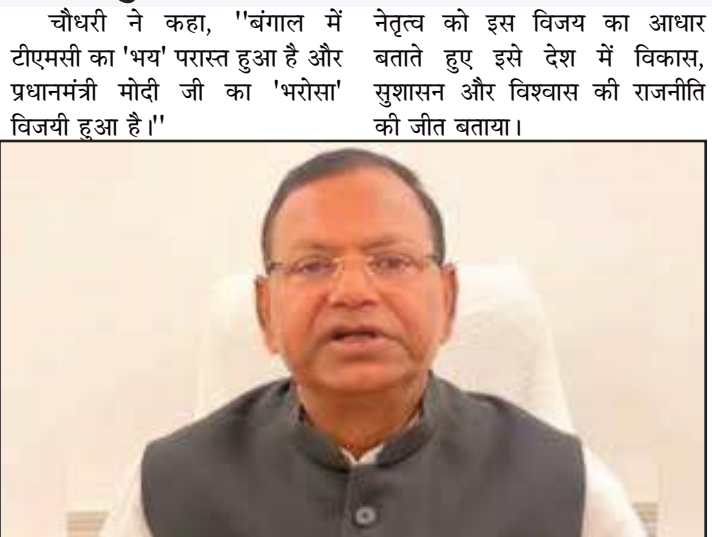 चौधरी ने कहा, ''बंगाल में
टीएमसी का 'भय' परास्त हुआ है और
प्रधानमंत्री मोदी जी का 'भरोसा'
विजयी हुआ है।''
नेतृत्व को इस विजय का आधार
बताते हुए इसे देश में विकास,
सुशासन और विश्वास की राजनीति
की जीत बताया।